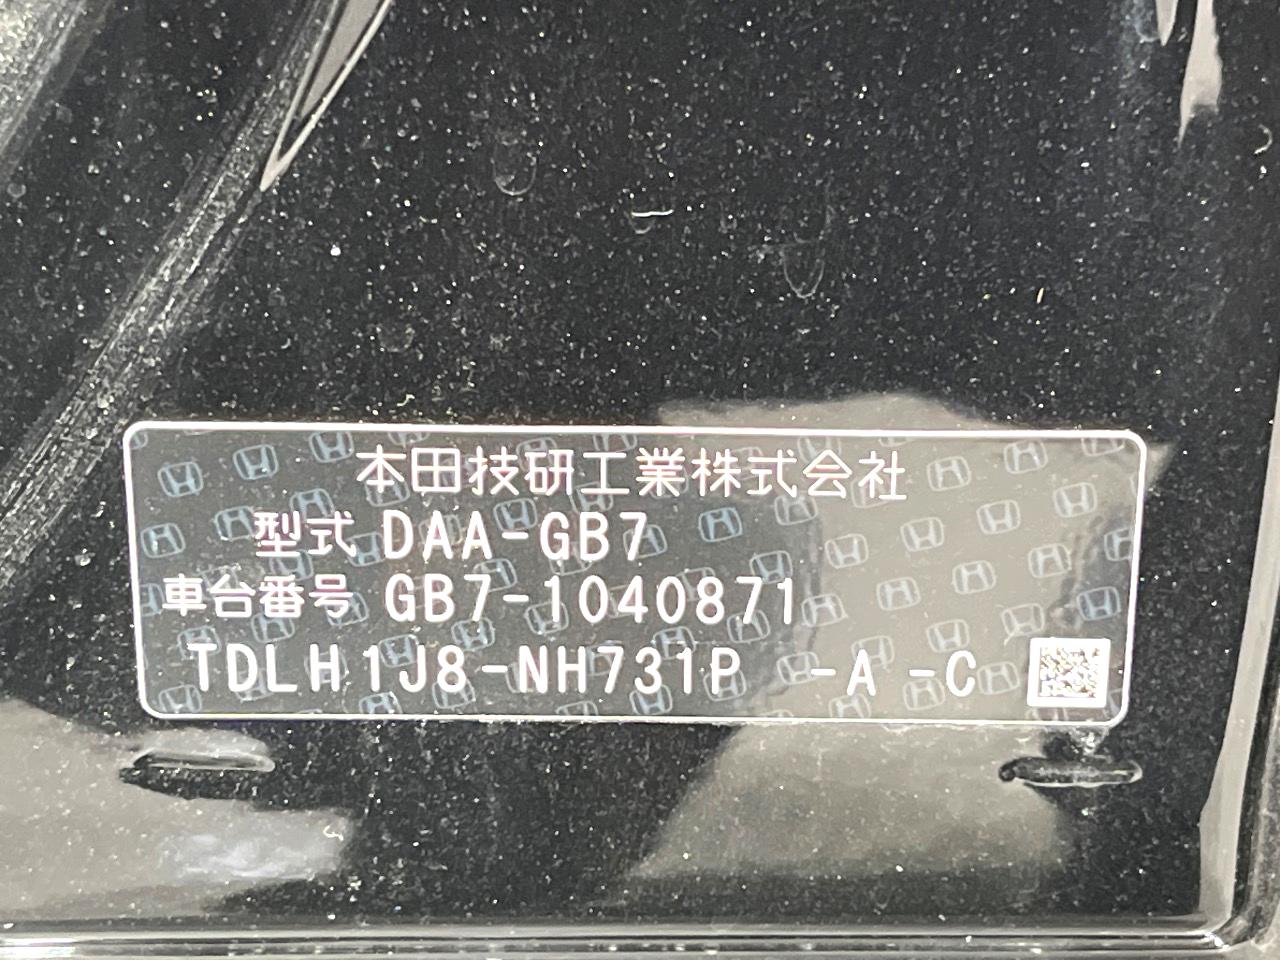 本田技研工業株式会社
型式 DAA-GB7
車台番号 GB7-1040871
TDLH1J8-NH731P -A -C